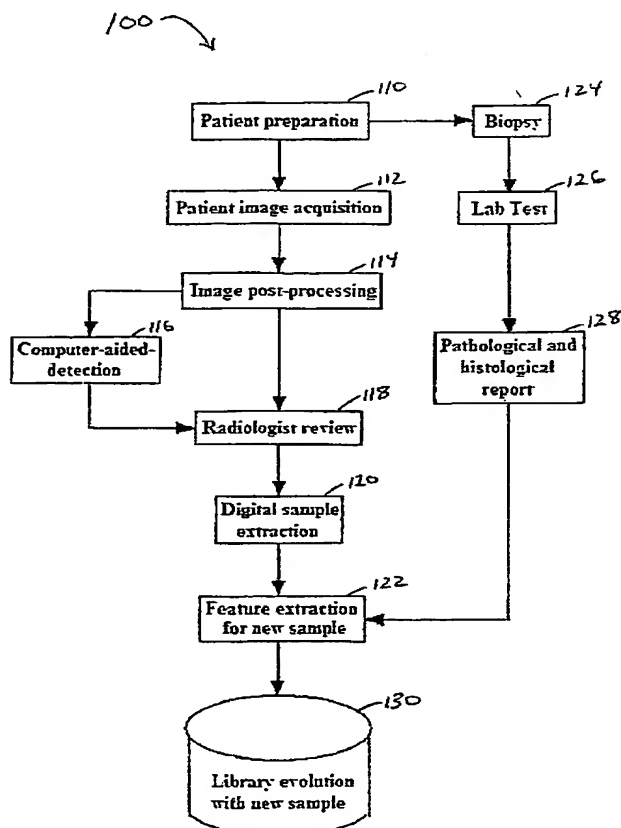 100
110
Patient preparation
124
Biopsy
112
Patient image acquisition
126
Lab Test
114
Image post-processing
116
Computer-aided-
detection
128
Pathological and
histological
report
118
Radiologist review
120
Digital sample
extraction
122
Feature extraction
for new sample
130
Library evolution
with new sample